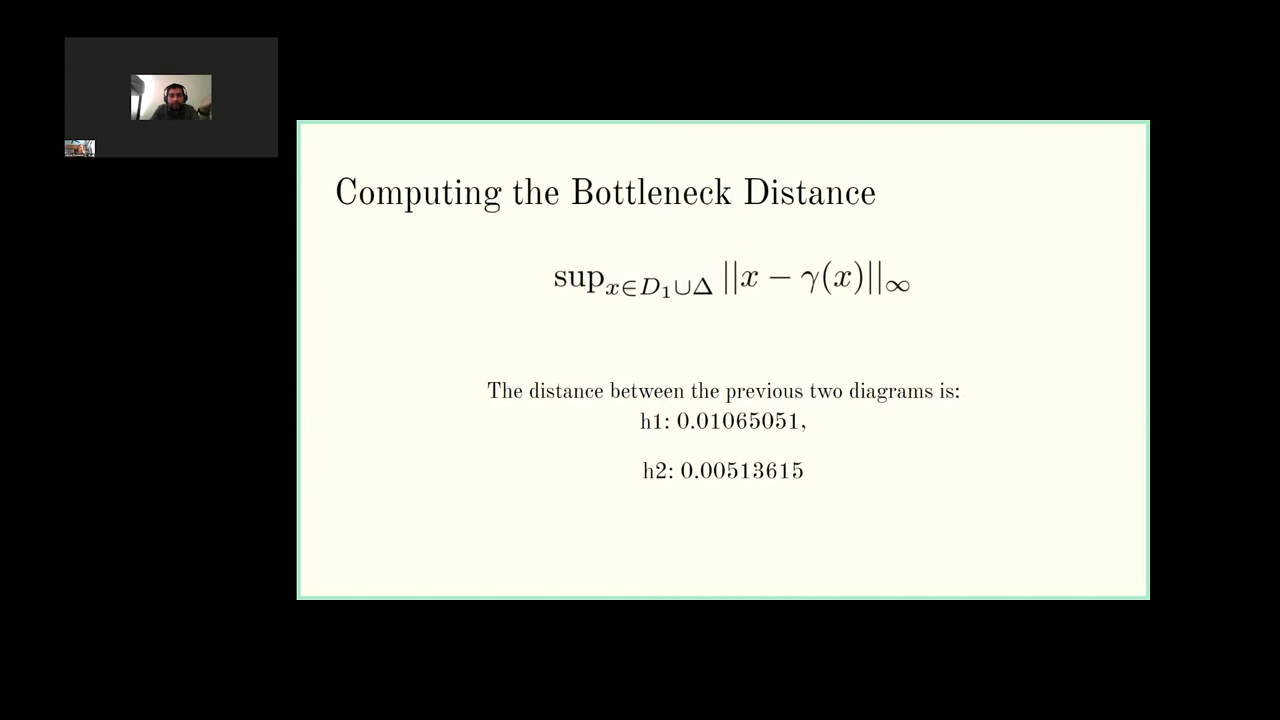 Computing the Bottleneck Distance
sup_{x∈D_1∪Δ} ||x − γ(x)||_∞
The distance between the previous two diagrams is:
h1: 0.01065051,
h2: 0.00513615